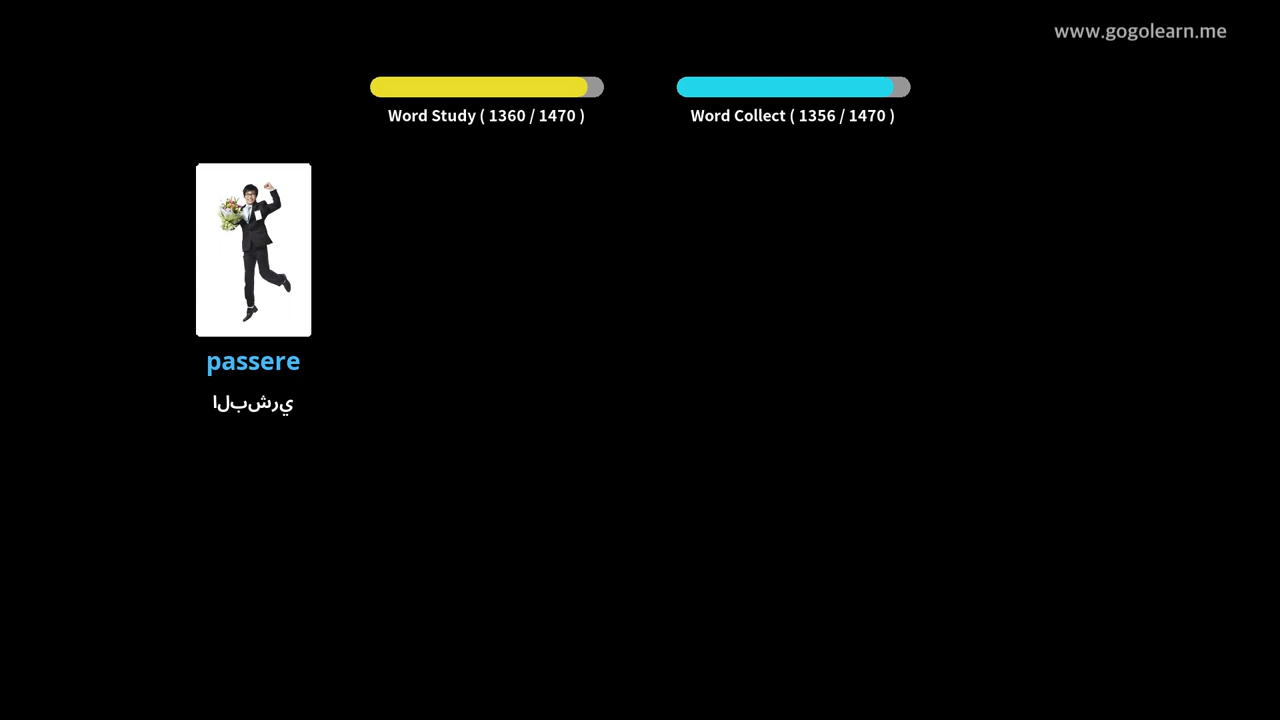 www.gogolearn.me
Word Study ( 1360 / 1470 )
Word Collect ( 1356 / 1470 )
passere
البشري